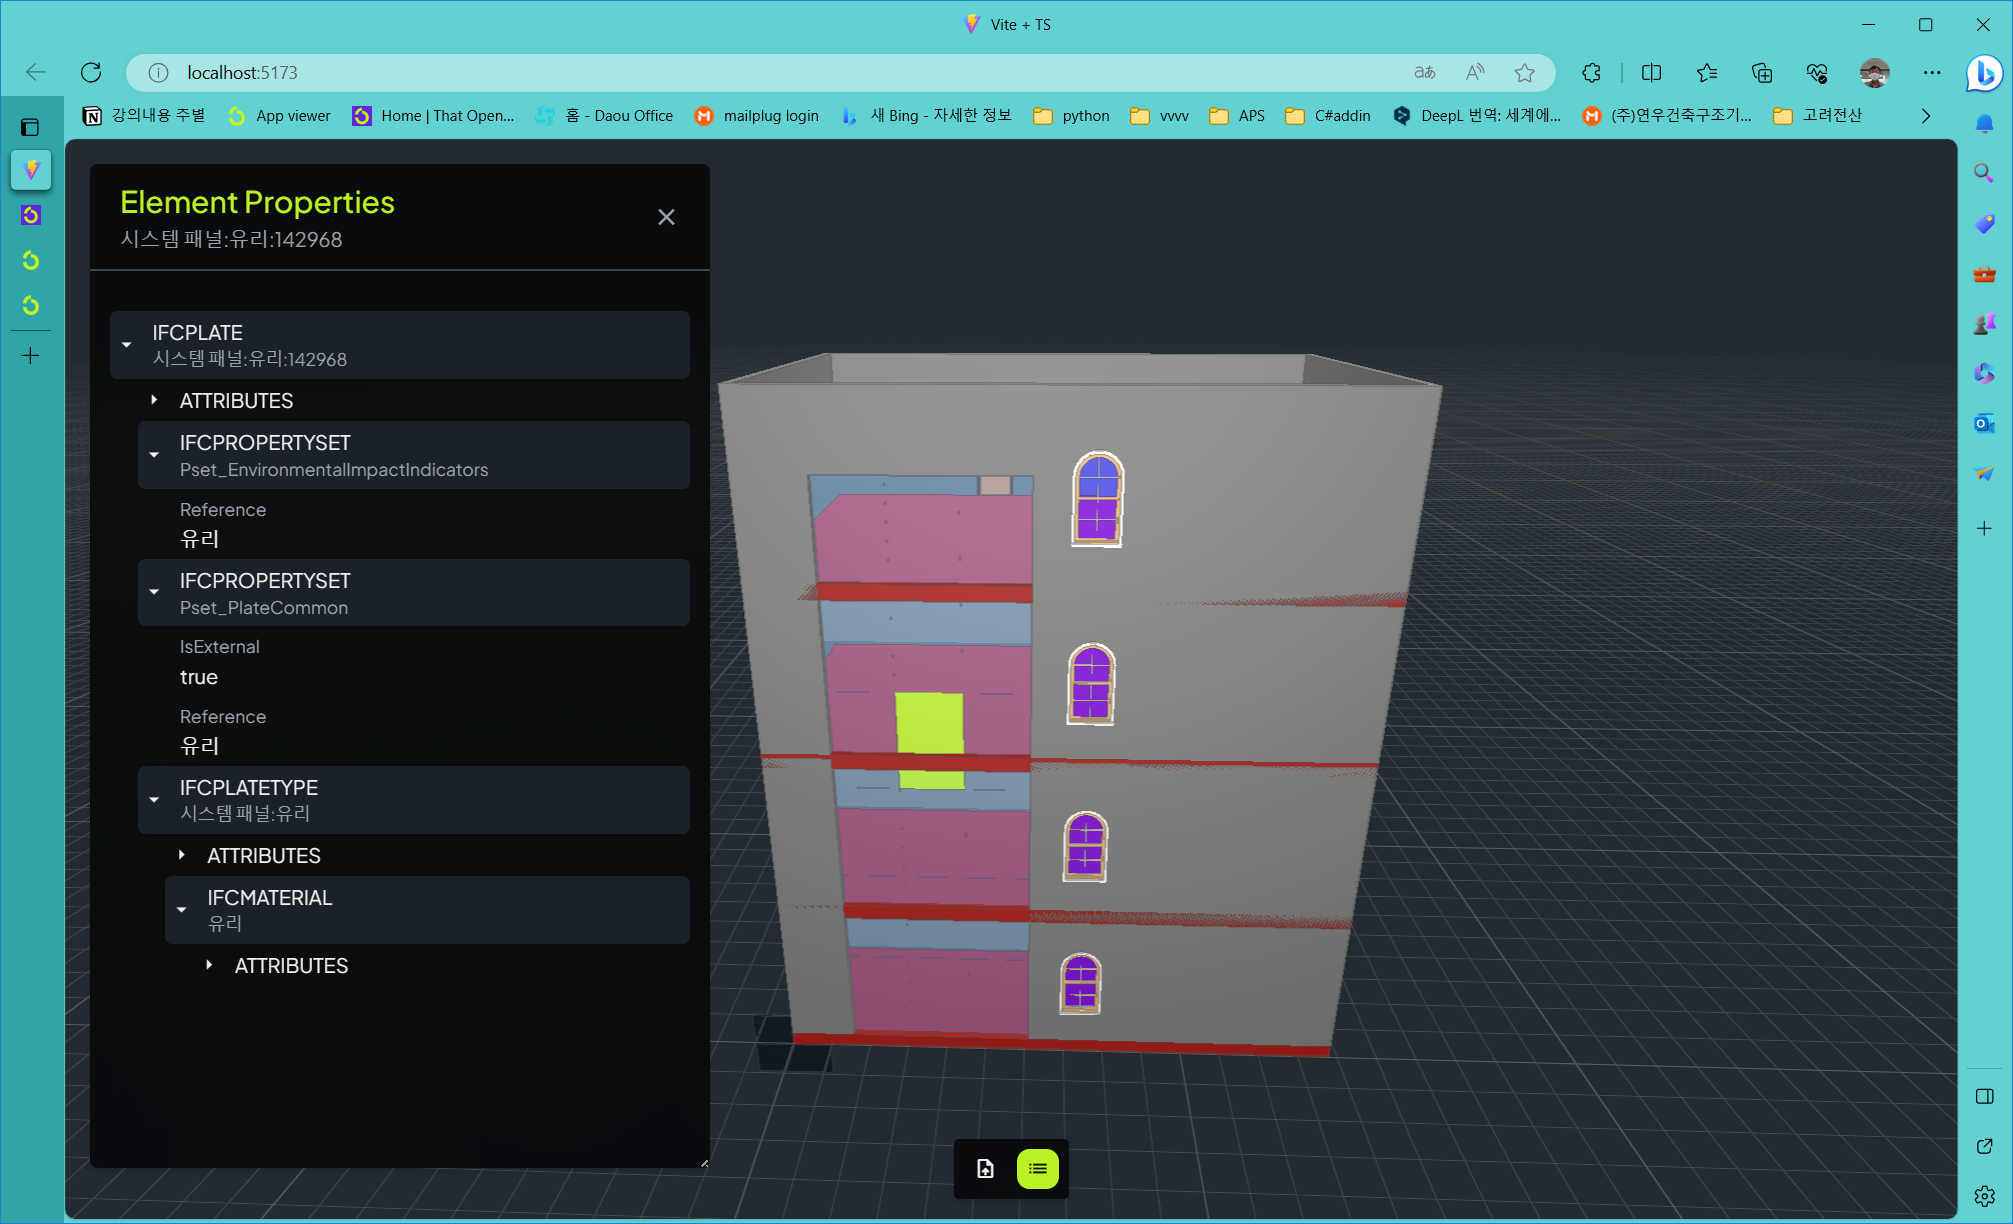 Vite + TS
localhost:5173
강의내용 주별
App viewer
Home | That Open...
홈 - Daou Office
mailplug login
새 Bing - 자세한 정보
python
vvvv
APS
C#addin
DeepL 번역: 세계에...
(주)연우건축구조기...
고려전산
Element Properties
시스템 패널:유리:142968
IFCPLATE
시스템 패널:유리:142968
ATTRIBUTES
IFCPROPERTYSET
Pset_EnvironmentalImpactIndicators
Reference
유리
IFCPROPERTYSET
Pset_PlateCommon
IsExternal
true
Reference
유리
IFCPLATETYPE
시스템 패널:유리
ATTRIBUTES
IFCMATERIAL
유리
ATTRIBUTES